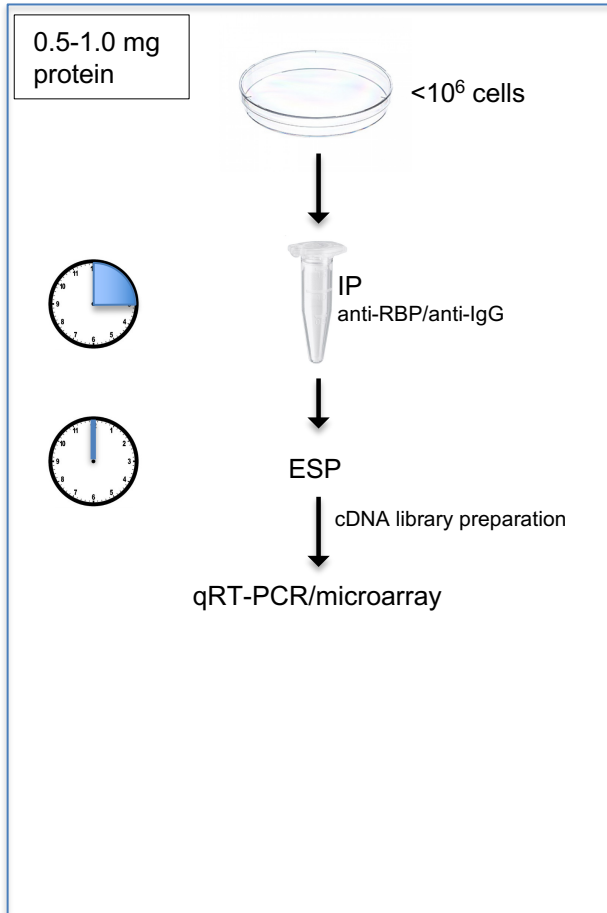 0.5-1.0 mg
protein
<10⁶ cells
IP
anti-RBP/anti-IgG
ESP
cDNA library preparation
qRT-PCR/microarray